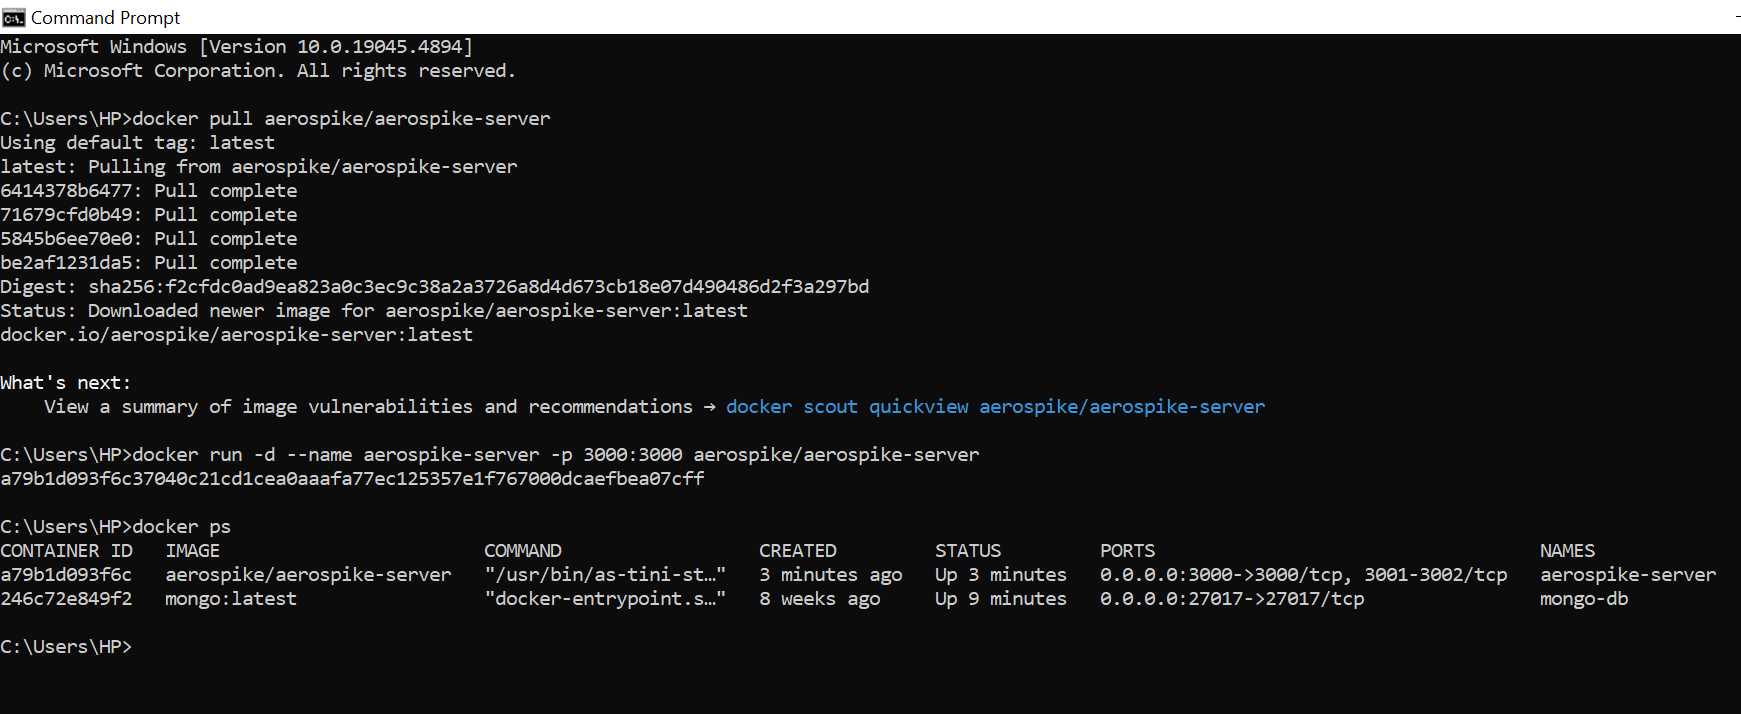 Command Prompt
Microsoft Windows [Version 10.0.19045.4894]
(c) Microsoft Corporation. All rights reserved.
C:\Users\HP>docker pull aerospike/aerospike-server
Using default tag: latest
latest: Pulling from aerospike/aerospike-server
6414378b6477: Pull complete
71679cfd0b49: Pull complete
5845b6ee70e0: Pull complete
be2af1231da5: Pull complete
Digest: sha256:f2cfdc0ad9ea823a0c3ec9c38a2a3726a8d4d673cb18e07d490486d2f3a297bd
Status: Downloaded newer image for aerospike/aerospike-server:latest
docker.io/aerospike/aerospike-server:latest
What's next:
    View a summary of image vulnerabilities and recommendations → docker scout quickview aerospike/aerospike-server
C:\Users\HP>docker run -d --name aerospike-server -p 3000:3000 aerospike/aerospike-server
a79b1d093f6c37040c21cd1cea0aaafa77ec125357e1f767000dcaefbea07cff
C:\Users\HP>docker ps
CONTAINER ID   IMAGE                        COMMAND                  CREATED         STATUS         PORTS                                   NAMES
a79b1d093f6c   aerospike/aerospike-server   "/usr/bin/as-tini-st…"   3 minutes ago   Up 3 minutes   0.0.0.0:3000->3000/tcp, 3001-3002/tcp   aerospike-server
246c72e849f2   mongo:latest                 "docker-entrypoint.s…"   8 weeks ago     Up 9 minutes   0.0.0.0:27017->27017/tcp                mongo-db
C:\Users\HP>